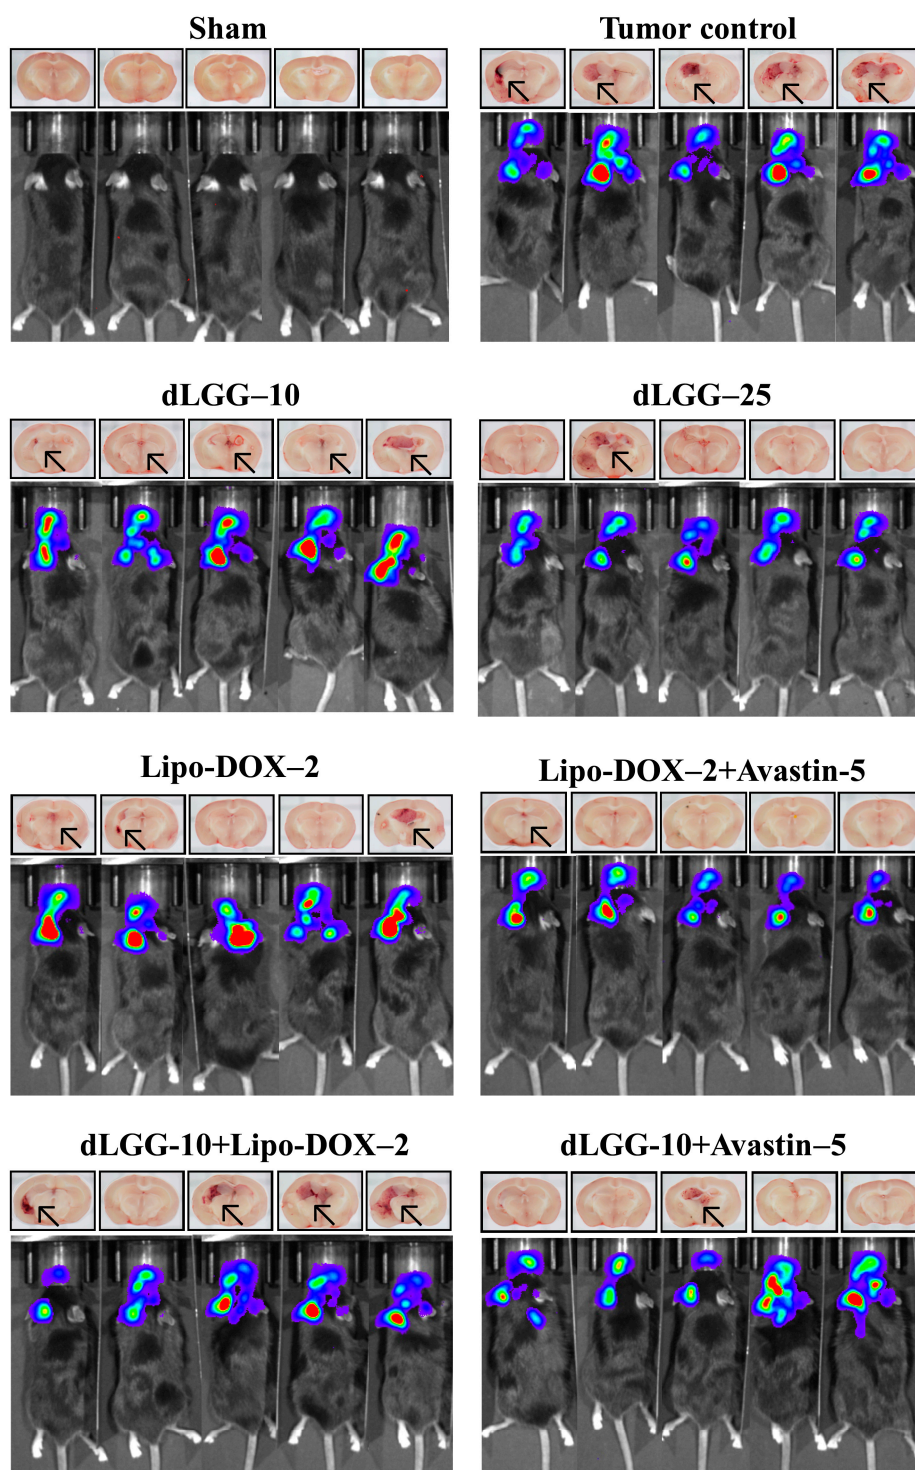 Sham
Tumor control
dLGG–10
dLGG–25
Lipo-DOX–2
Lipo-DOX–2+Avastin-5
dLGG-10+Lipo-DOX–2
dLGG-10+Avastin–5